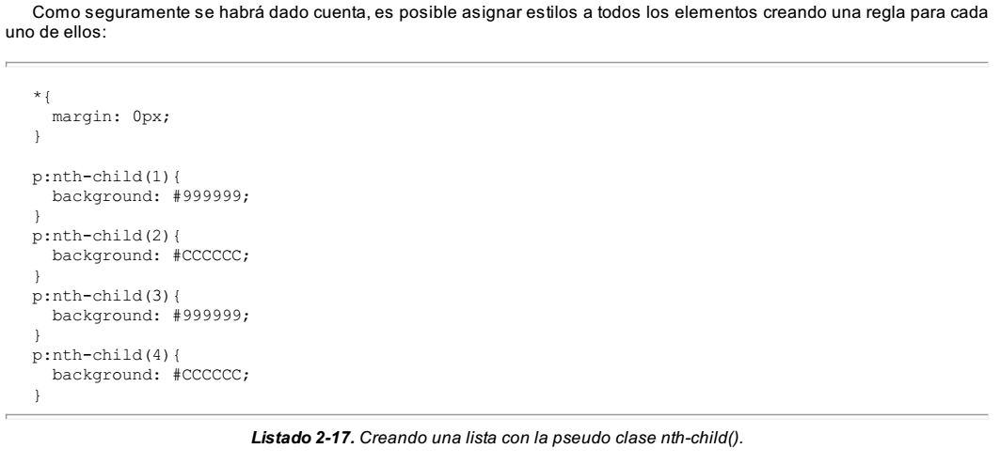 Como seguramente se habrá dado cuenta, es posible asignar estilos a todos los elementos creando una regla para cada
uno de ellos:
*{
margin: 0px;
}
p:nth-child(1){
background: #999999;
}
p:nth-child(2){
background: #CCCCCC;
}
p:nth-child(3){
background: #999999;
}
p:nth-child(4){
background: #CCCCCC;
}
Listado 2-17. Creando una lista con la pseudo clase nth-child().